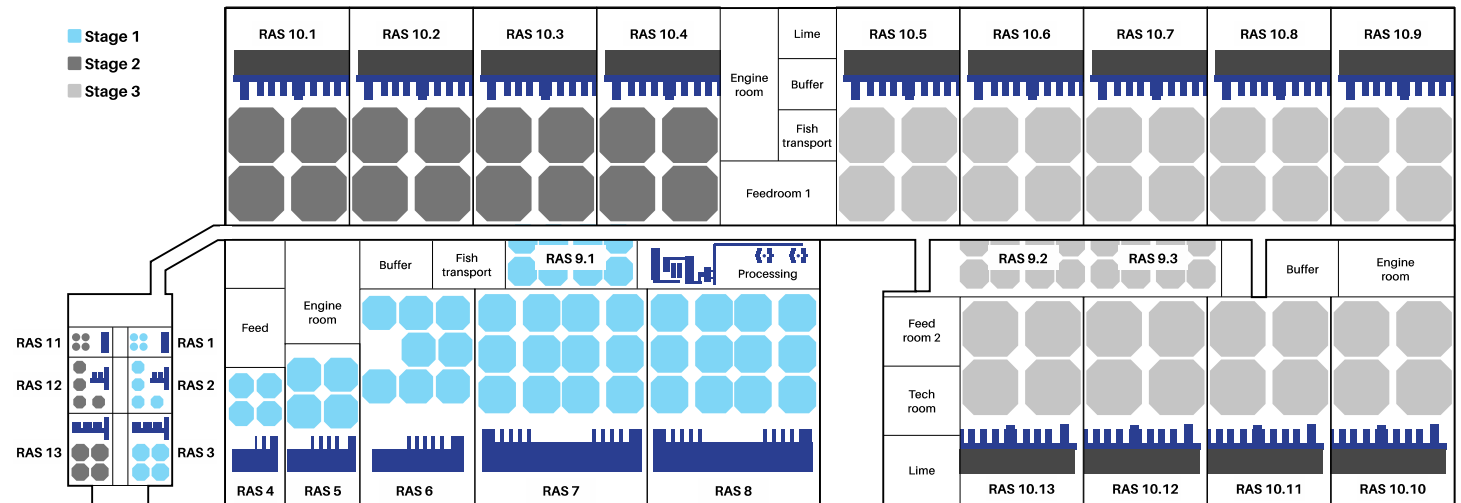 Stage 1
Stage 2
Stage 3
RAS 10.1
RAS 10.2
RAS 10.3
RAS 10.4
Engine
room
Lime
Buffer
Fish
transport
Feedroom 1
RAS 10.5
RAS 10.6
RAS 10.7
RAS 10.8
RAS 10.9
RAS 11
RAS 1
RAS 12
RAS 2
RAS 13
RAS 3
Feed
Engine
room
Buffer
Fish
transport
RAS 9.1
Processing
RAS 4
RAS 5
RAS 6
RAS 7
RAS 8
RAS 9.2
RAS 9.3
Buffer
Engine
room
Feed
room 2
Tech
room
Lime
RAS 10.13
RAS 10.12
RAS 10.11
RAS 10.10